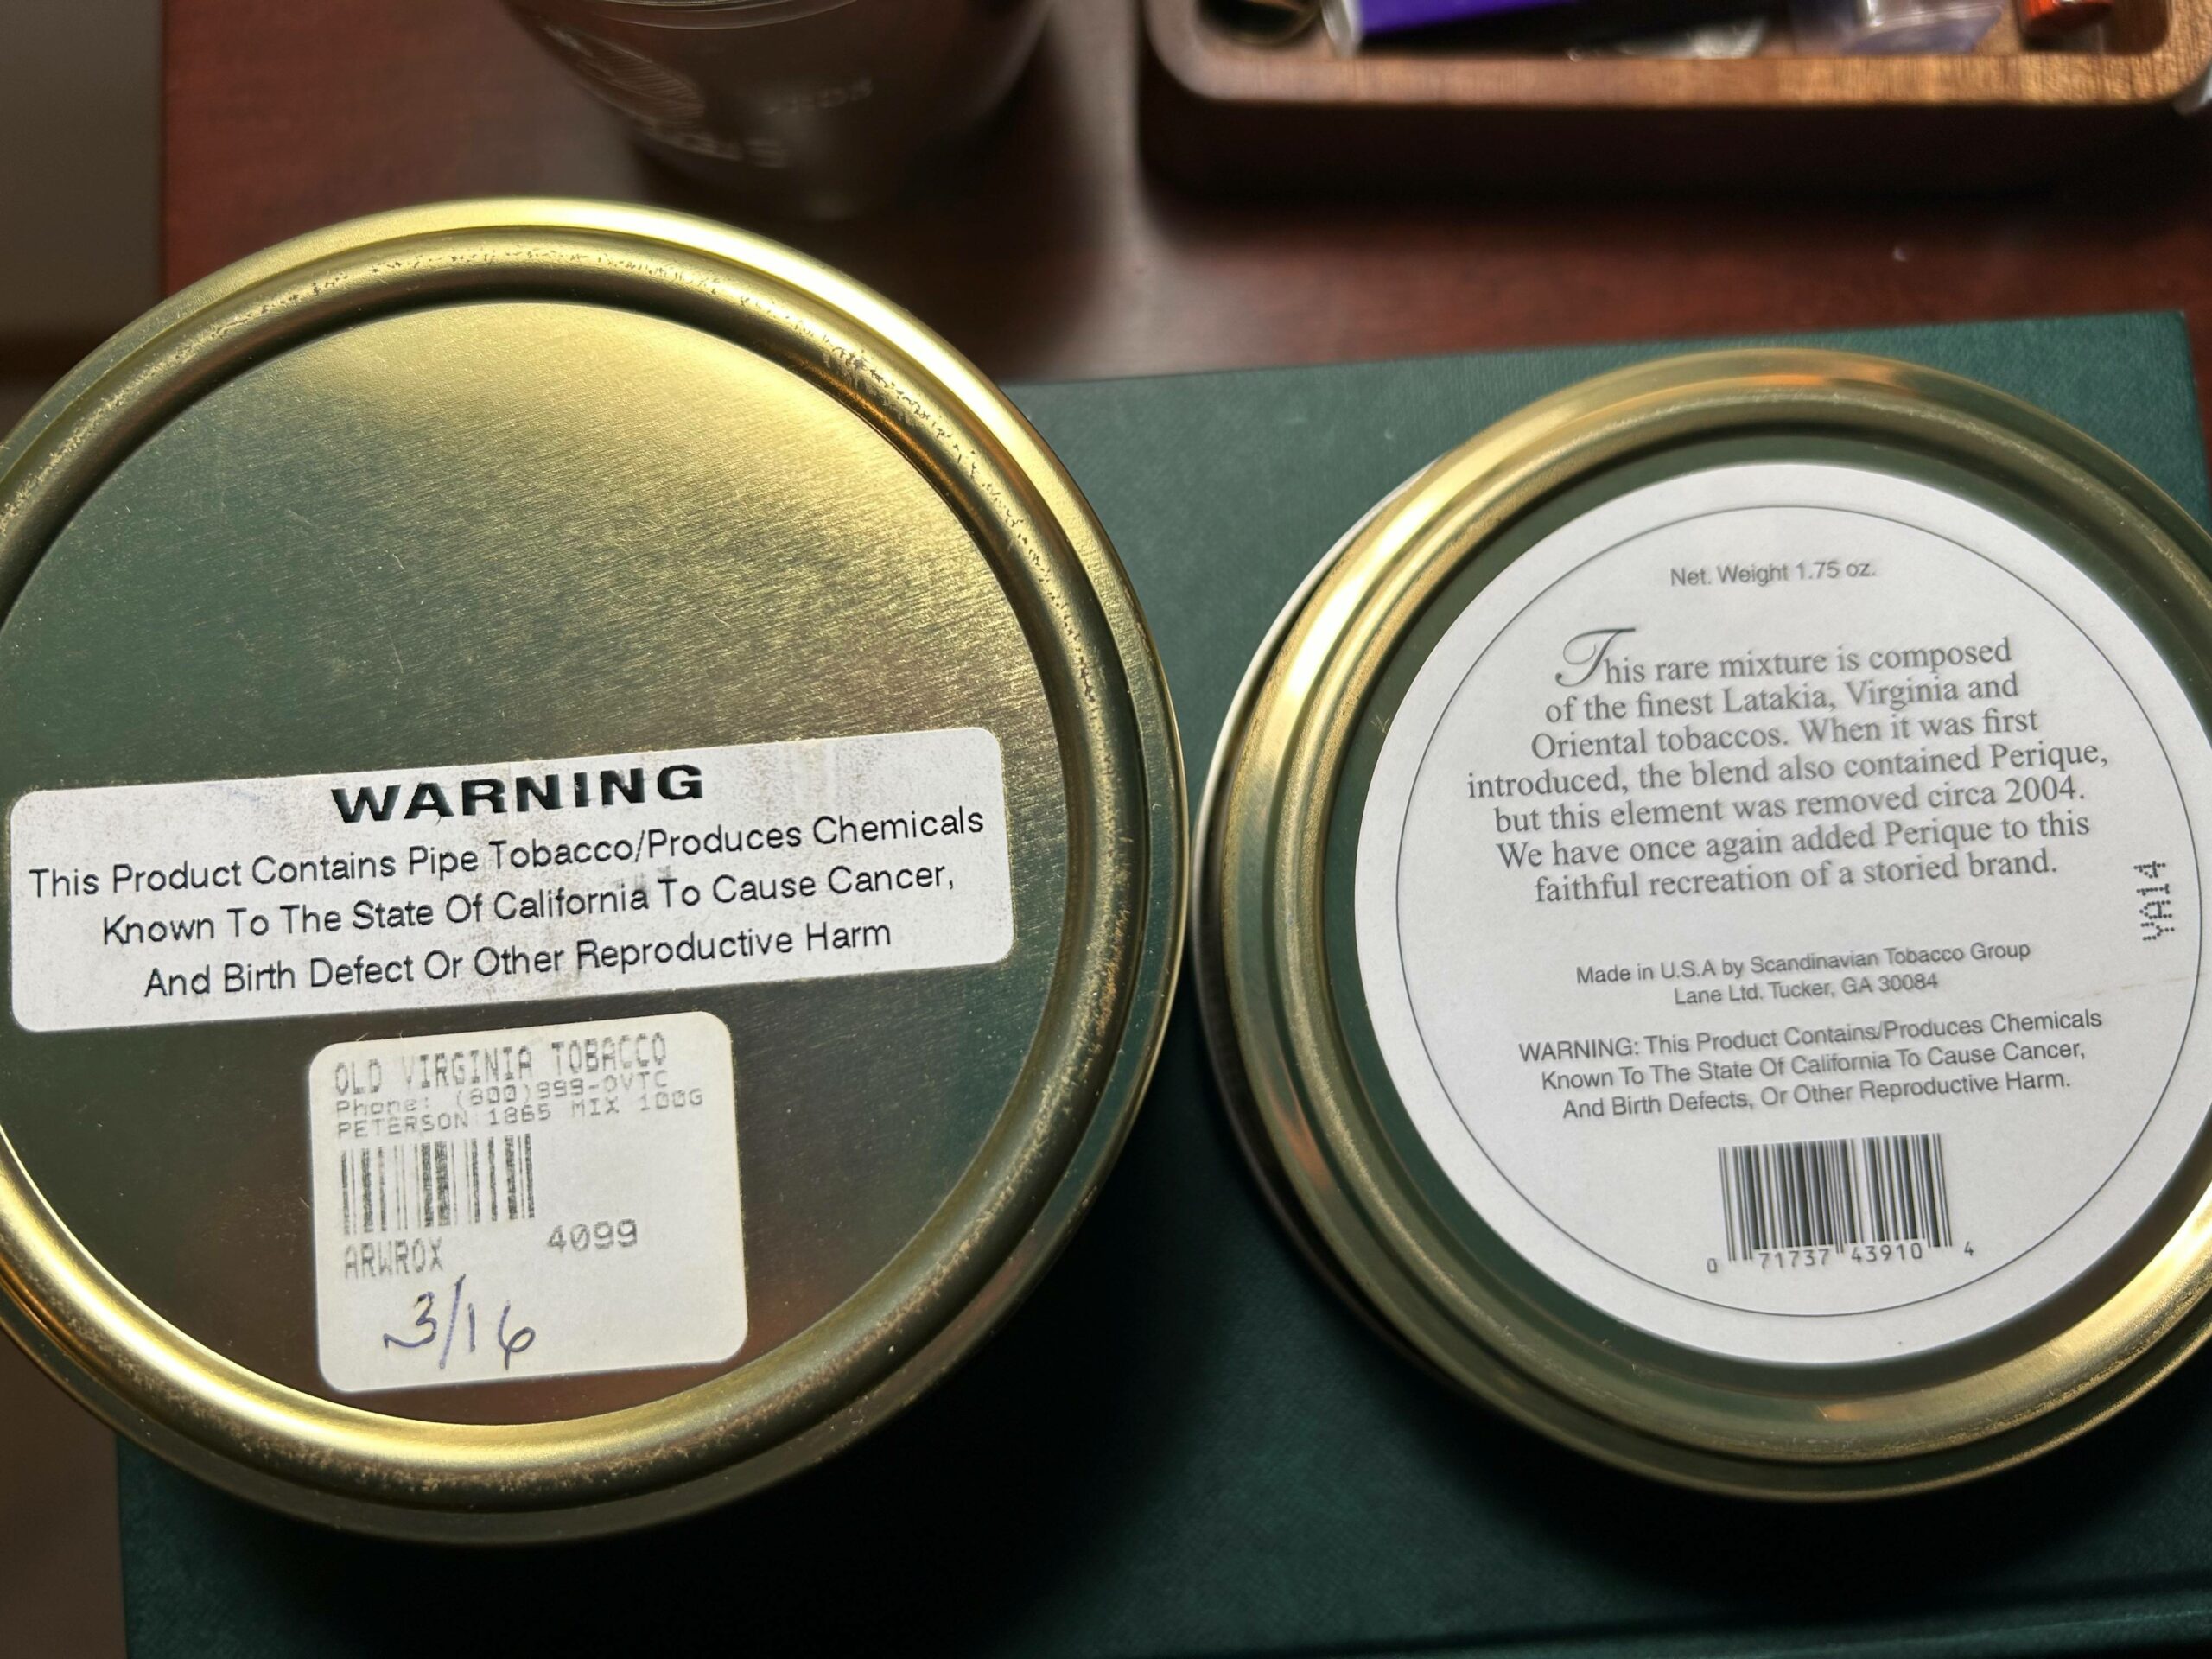 WARNING
This Product Contains Pipe Tobacco/Produces Chemicals
Known To The State Of California To Cause Cancer,
And Birth Defect Or Other Reproductive Harm
OLD VIRGINIA TOBACCO
Phone: (800)999-OVTC
PETERSON 1865 MIX 100G
ARWROX 4099
3/16
Net. Weight 1.75 oz.
This rare mixture is composed
of the finest Latakia, Virginia and
Oriental tobaccos. When it was first
introduced, the blend also contained Perique,
but this element was removed circa 2004.
We have once again added Perique to this
faithful recreation of a storied brand.
YA14
Made in U.S.A by Scandinavian Tobacco Group
Lane Ltd. Tucker, GA 30084
WARNING: This Product Contains/Produces Chemicals
Known To The State Of California To Cause Cancer,
And Birth Defects, Or Other Reproductive Harm.
0 71737 43910 4